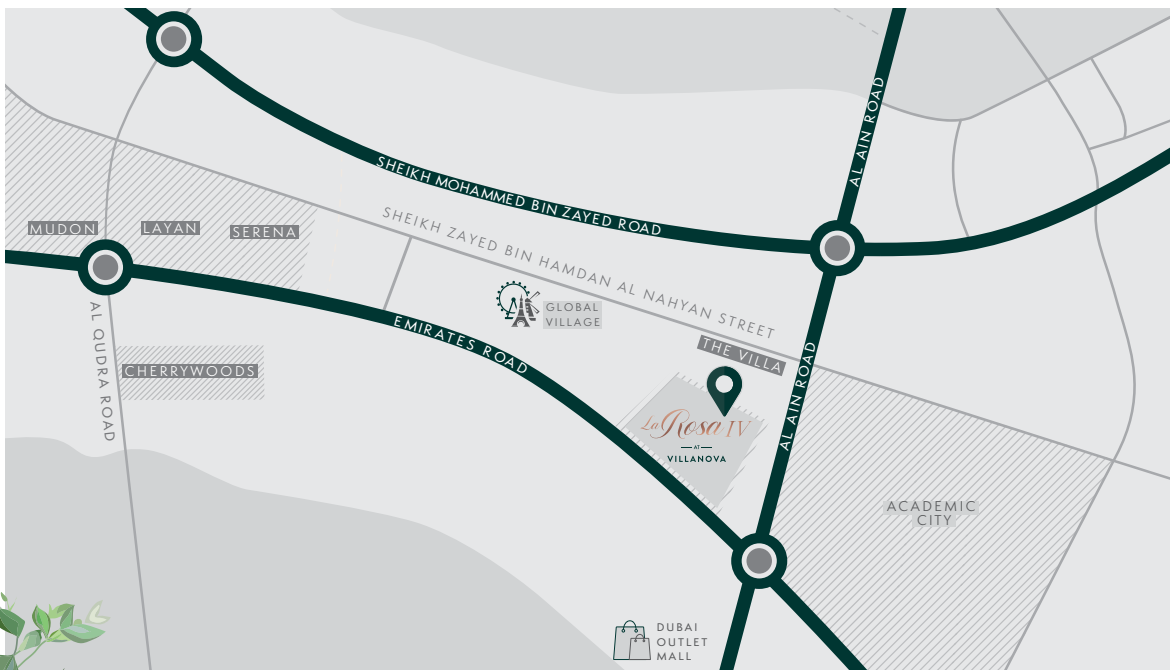 AL AIN ROAD
SHEIKH MOHAMMED BIN ZAYED ROAD
MUDON
LAYAN
SERENA
SHEIKH ZAYED BIN HAMDAN AL NAHYAN STREET
GLOBAL
VILLAGE
AL QUDRA ROAD
EMIRATES ROAD
THE VILLA
CHERRYWOODS
AL AIN ROAD
La Rosa IV
AT
VILLANOVA
ACADEMIC
CITY
DUBAI
OUTLET
MALL